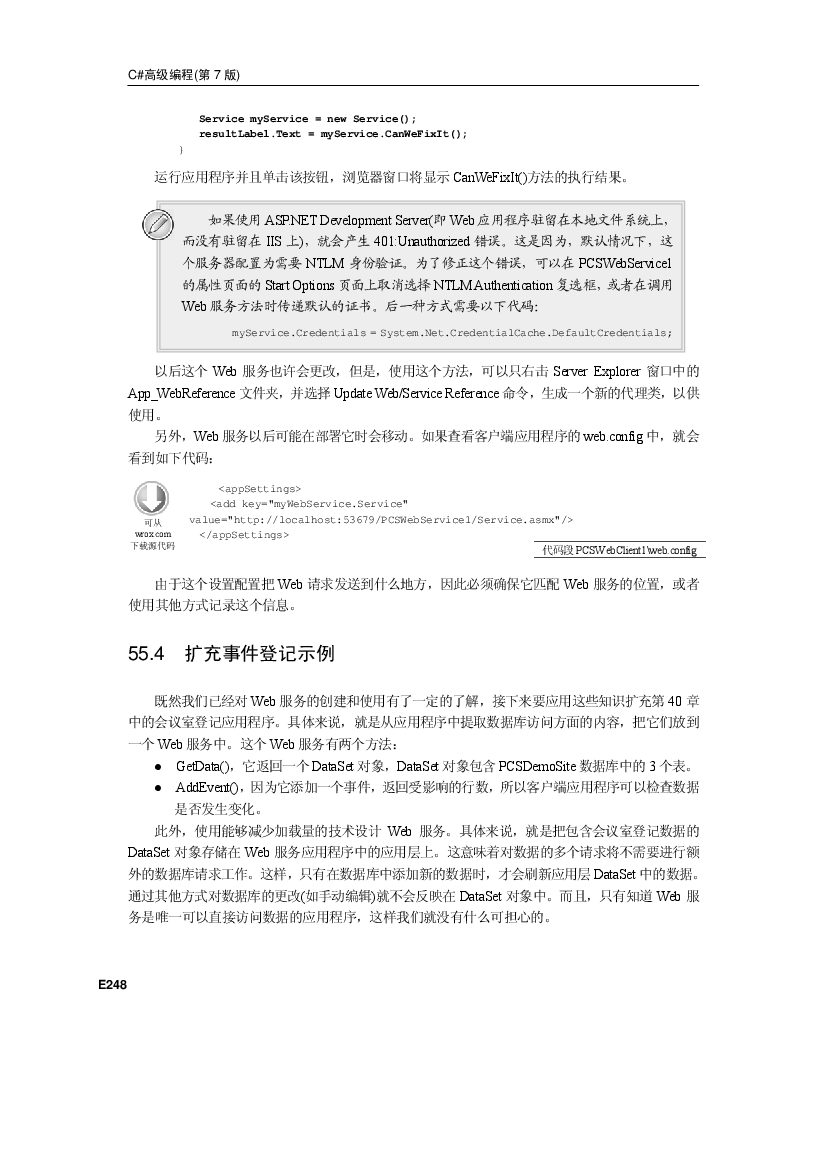 C#高级编程(第 7 版)
Service myService = new Service();
resultLabel.Text = myService.CanWeFixIt();
}
运行应用程序并且单击该按钮，浏览器窗口将显示 CanWeFixIt()方法的执行结果。
如果使用 ASP.NET Development Server(即 Web 应用程序驻留在本地文件系统上，
而没有驻留在 IIS 上)，就会产生 401:Unauthorized 错误。这是因为，默认情况下，这
个服务器配置为需要 NTLM 身份验证。为了修正这个错误，可以在 PCSWebService1
的属性页面的 Start Options 页面上取消选择 NTLM Authentication 复选框，或者在调用
Web 服务方法时传递默认的证书。后一种方式需要以下代码：
myService.Credentials = System.Net.CredentialCache.DefaultCredentials;
以后这个 Web 服务也许会更改，但是，使用这个方法，可以只右击 Server Explorer 窗口中的
App_WebReference 文件夹，并选择 Update Web/Service Reference 命令，生成一个新的代理类，以供
使用。
另外，Web 服务以后可能在部署它时会移动。如果查看客户端应用程序的 web.config 中，就会
看到如下代码：
<appSettings>
<add key="myWebService.Service"
value="http://localhost:53679/PCSWebService1/Service.asmx"/>
</appSettings>
可从
wrox.com
下载源代码
代码段 PCSWebClient1\web.config
由于这个设置配置把 Web 请求发送到什么地方，因此必须确保它匹配 Web 服务的位置，或者
使用其他方式记录这个信息。
55.4 扩充事件登记示例
既然我们已经对 Web 服务的创建和使用有了一定的了解，接下来要应用这些知识扩充第 40 章
中的会议室登记应用程序。具体来说，就是从应用程序中提取数据库访问方面的内容，把它们放到
一个 Web 服务中。这个 Web 服务有两个方法：
● GetData()，它返回一个 DataSet 对象，DataSet 对象包含 PCSDemoSite 数据库中的 3 个表。
● AddEvent()，因为它添加一个事件，返回受影响的行数，所以客户端应用程序可以检查数据
是否发生变化。
此外，使用能够减少加载量的技术设计 Web 服务。具体来说，就是把包含会议室登记数据的
DataSet 对象存储在 Web 服务应用程序中的应用层上。这意味着对数据的多个请求将不需要进行额
外的数据库请求工作。这样，只有在数据库中添加新的数据时，才会刷新应用层 DataSet 中的数据。
通过其他方式对数据库的更改(如手动编辑)就不会反映在 DataSet 对象中。而且，只有知道 Web 服
务是唯一可以直接访问数据的应用程序，这样我们就没有什么可担心的。
E248